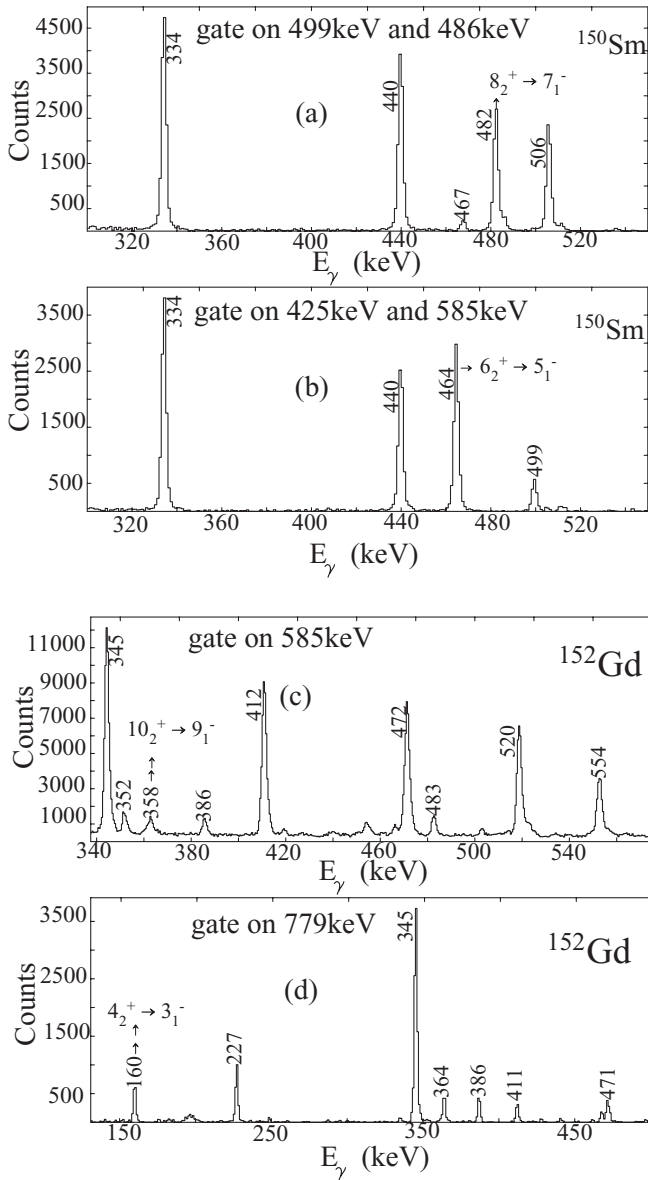 gate on 499keV and 486keV
150Sm
4500
3500
2500
1500
500
Counts
334
(a)
440
467
482
8₂⁺ → 7₁⁻
506
320
360
400
440
480
520
Eγ (keV)
gate on 425keV and 585keV
150Sm
3500
2500
1500
500
Counts
334
(b)
440
464
→ 6₂⁺ → 5₁⁻
499
320
360
400
440
480
520
Eγ (keV)
gate on 585keV
152Gd
11000
9000
7000
5000
3000
1000
Counts
345
352
358
10₂⁺ → 9₁⁻
386
412
(c)
472
483
520
554
340
380
420
460
500
540
Eγ (keV)
gate on 779keV
152Gd
3500
2500
1500
500
Counts
4₂⁺ → 3₁⁻
160
227
(d)
345
364
386
411
471
150
250
350
450
Eγ (keV)